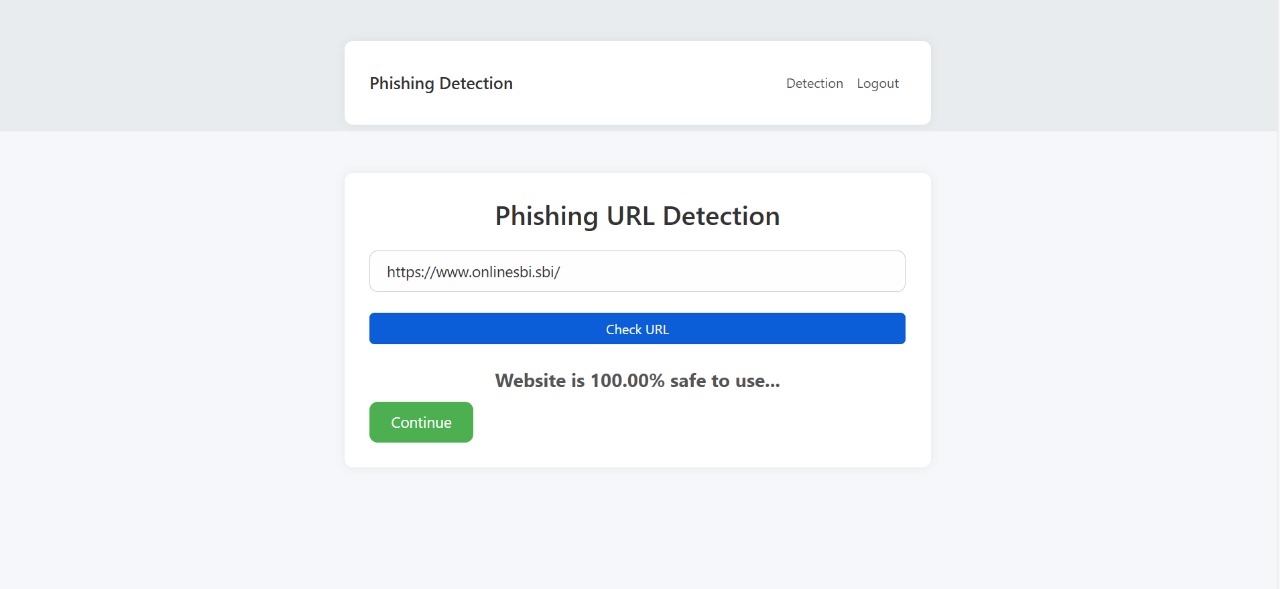 Phishing Detection
Detection Logout
Phishing URL Detection
https://www.onlinesbi.sbi/
Check URL
Website is 100.00% safe to use...
Continue